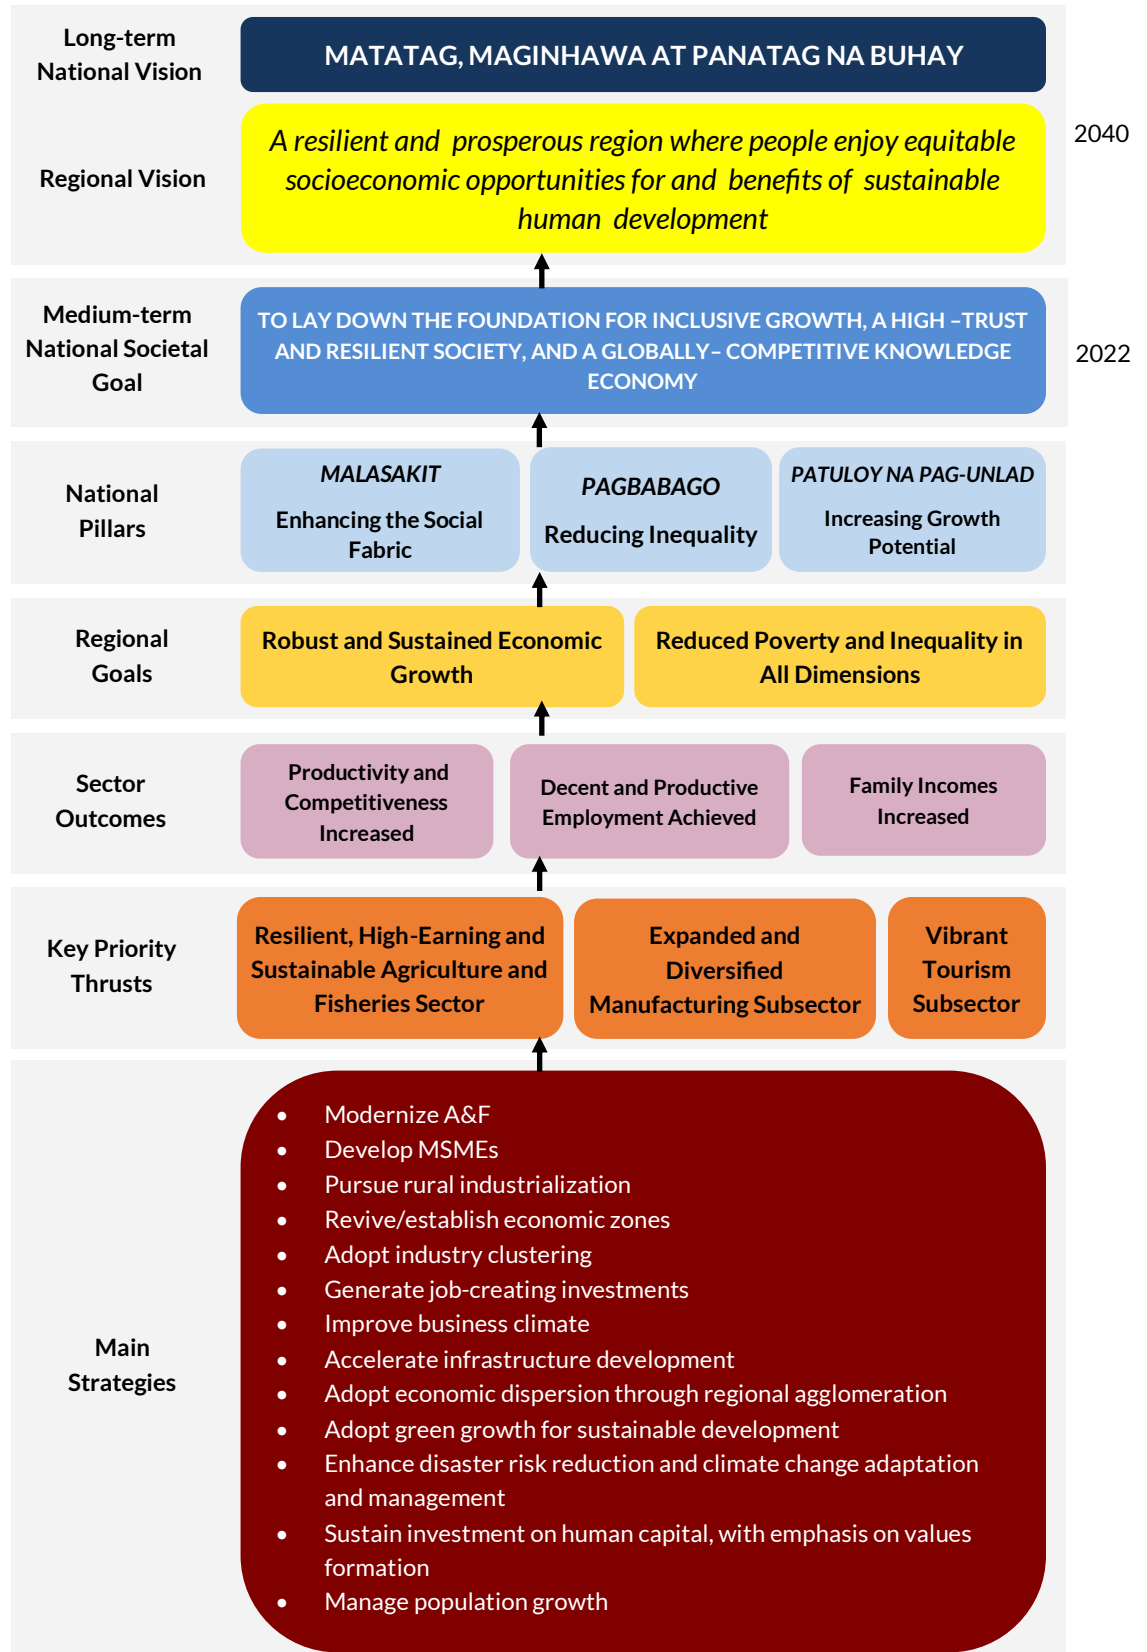 Long-term
National Vision
MATATAG, MAGINHAWA AT PANATAG NA BUHAY
2040
Regional Vision
A resilient and prosperous region where people enjoy equitable
socioeconomic opportunities for and benefits of sustainable
human development
Medium-term
National Societal
Goal
TO LAY DOWN THE FOUNDATION FOR INCLUSIVE GROWTH, A HIGH –TRUST
AND RESILIENT SOCIETY, AND A GLOBALLY– COMPETITIVE KNOWLEDGE
ECONOMY
2022
National
Pillars
MALASAKIT
Enhancing the Social
Fabric
PAGBABAGO
Reducing Inequality
PATULOY NA PAG-UNLAD
Increasing Growth
Potential
Regional
Goals
Robust and Sustained Economic
Growth
Reduced Poverty and Inequality in
All Dimensions
Sector
Outcomes
Productivity and
Competitiveness
Increased
Decent and Productive
Employment Achieved
Family Incomes
Increased
Key Priority
Thrusts
Resilient, High-Earning and
Sustainable Agriculture and
Fisheries Sector
Expanded and
Diversified
Manufacturing Subsector
Vibrant
Tourism
Subsector
Main
Strategies
• Modernize A&F
• Develop MSMEs
• Pursue rural industrialization
• Revive/establish economic zones
• Adopt industry clustering
• Generate job-creating investments
• Improve business climate
• Accelerate infrastructure development
• Adopt economic dispersion through regional agglomeration
• Adopt green growth for sustainable development
• Enhance disaster risk reduction and climate change adaptation
and management
• Sustain investment on human capital, with emphasis on values
formation
• Manage population growth